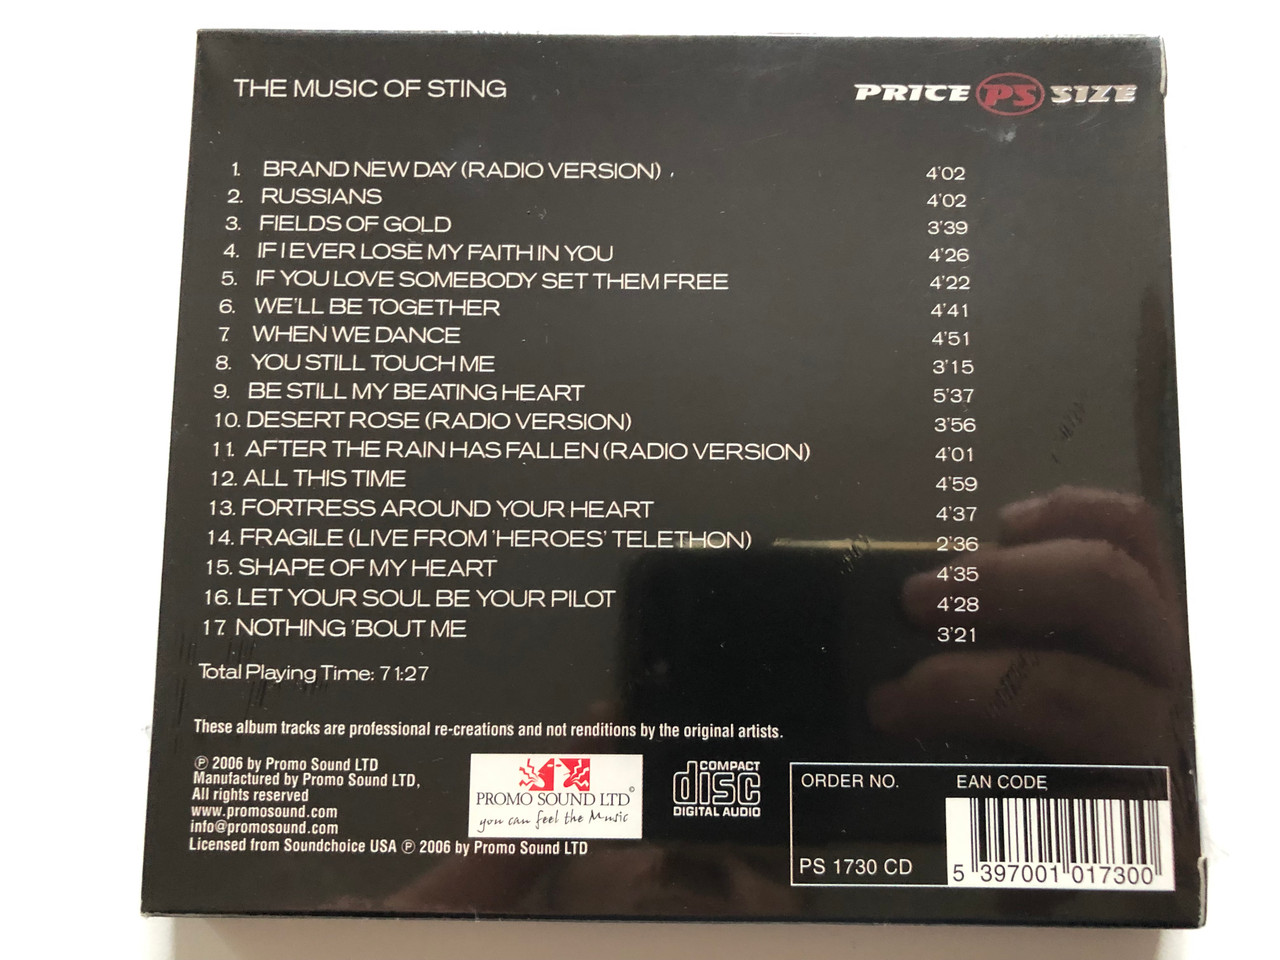 THE MUSIC OF STING
PRICE PS SIZE
1. BRAND NEW DAY (RADIO VERSION) 4'02
2. RUSSIANS 4'02
3. FIELDS OF GOLD 3'39
4. IF I EVER LOSE MY FAITH IN YOU 4'26
5. IF YOU LOVE SOMEBODY SET THEM FREE 4'22
6. WE'LL BE TOGETHER 4'41
7. WHEN WE DANCE 4'51
8. YOU STILL TOUCH ME 3'15
9. BE STILL MY BEATING HEART 5'37
10. DESERT ROSE (RADIO VERSION) 3'56
11. AFTER THE RAIN HAS FALLEN (RADIO VERSION) 4'01
12. ALL THIS TIME 4'59
13. FORTRESS AROUND YOUR HEART 4'37
14. FRAGILE (LIVE FROM 'HEROES' TELETHON) 2'36
15. SHAPE OF MY HEART 4'35
16. LET YOUR SOUL BE YOUR PILOT 4'28
17. NOTHING 'BOUT ME 3'21
Total Playing Time: 71:27
These album tracks are professional re-creations and not renditions by the original artists.
℗ 2006 by Promo Sound LTD
Manufactured by Promo Sound LTD,
All rights reserved
www.promosound.com
info@promosound.com
Licensed from Soundchoice USA ℗ 2006 by Promo Sound LTD
PROMO SOUND LTD ©
you can feel the Music
COMPACT
disc
DIGITAL AUDIO
ORDER NO. EAN CODE
PS 1730 CD
5 397001 017300